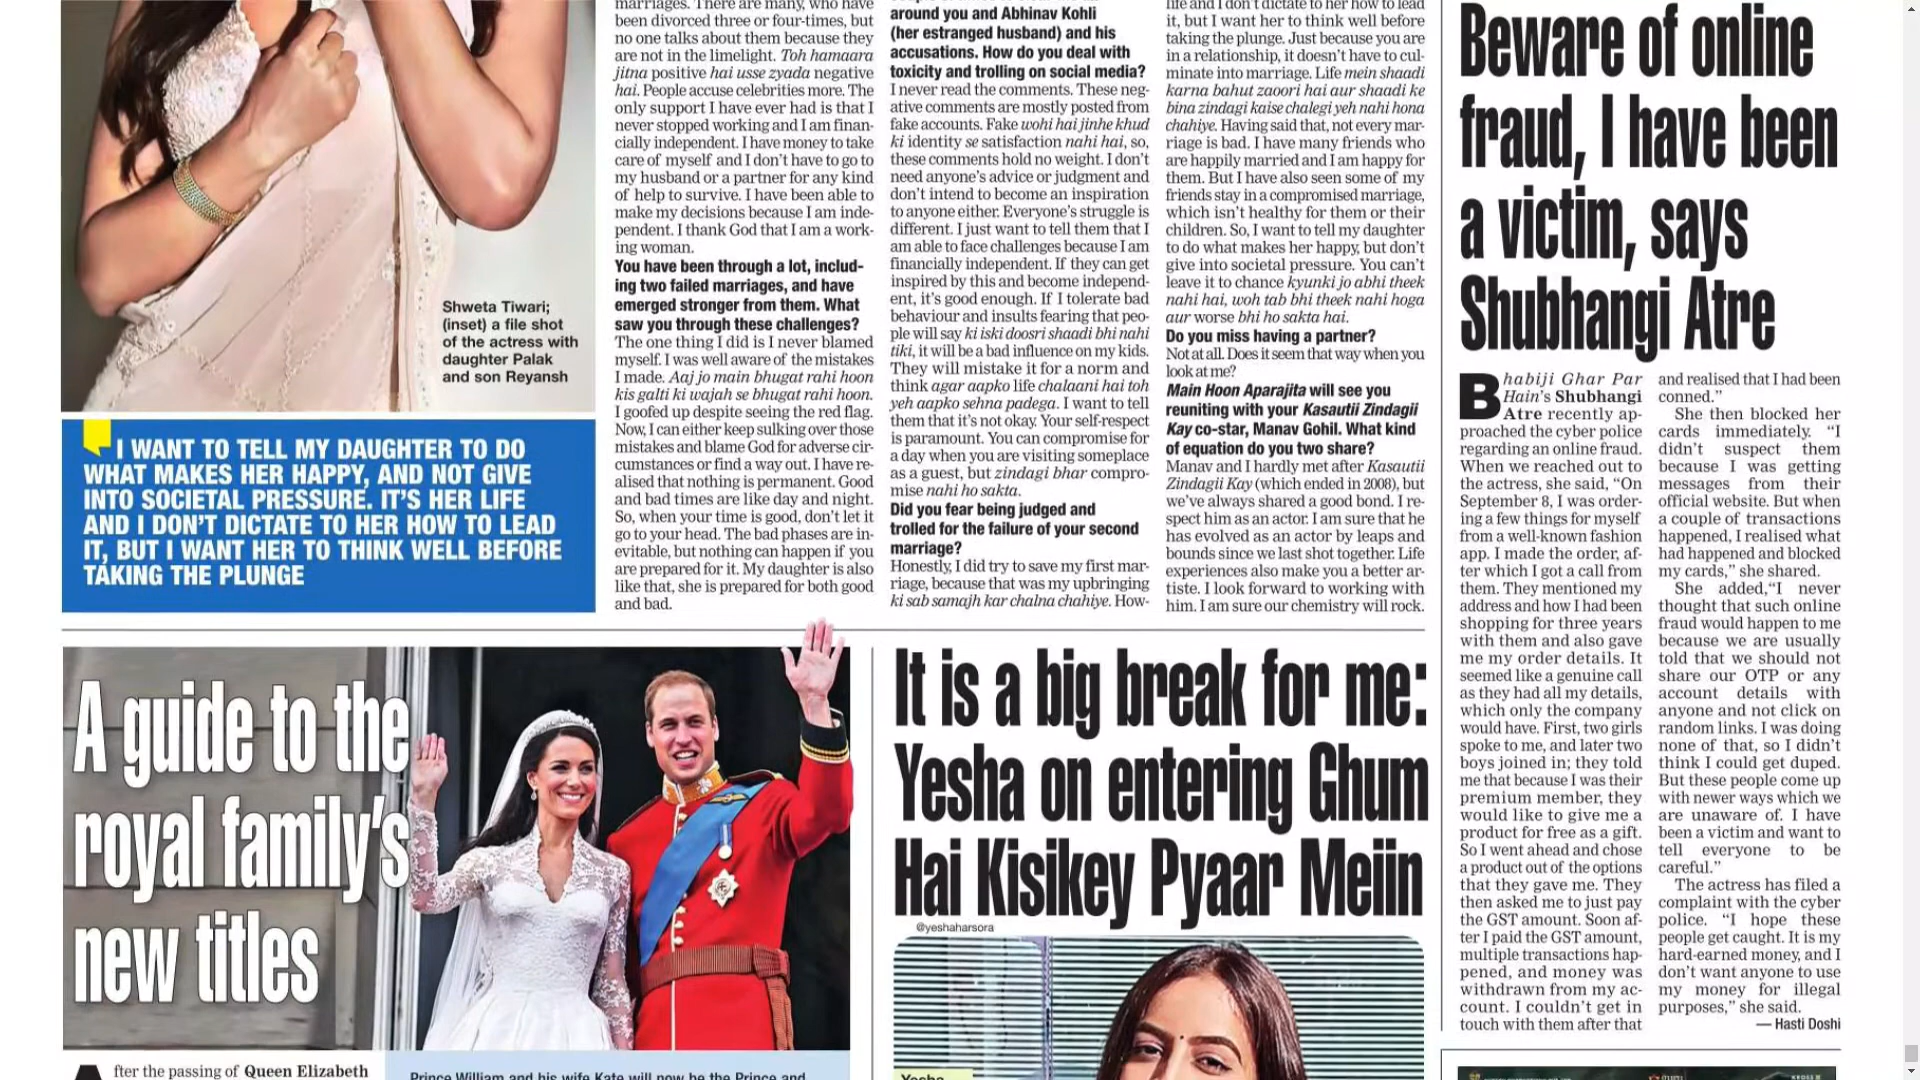 Shweta Tiwari;
(inset) a file shot
of the actress with
daughter Palak
and son Reyansh
I WANT TO TELL MY DAUGHTER TO DO
WHAT MAKES HER HAPPY, AND NOT GIVE
INTO SOCIETAL PRESSURE. IT'S HER LIFE
AND I DON'T DICTATE TO HER HOW TO LEAD
IT, BUT I WANT HER TO THINK WELL BEFORE
TAKING THE PLUNGE
marriages. There are many, who have
been divorced three or four-times, but
no one talks about them because they
are not in the limelight. Toh hamaara
jitna positive hai usse zyada negative
hai. People accuse celebrities more. The
only support I have ever had is that I
never stopped working and I am finan-
cially independent. I have money to take
care of myself and I don't have to go to
my husband or a partner for any kind
of help to survive. I have been able to
make my decisions because I am inde-
pendent. I thank God that I am a work-
ing woman.
You have been through a lot, includ-
ing two failed marriages, and have
emerged stronger from them. What
saw you through these challenges?
The one thing I did is I never blamed
myself. I was well aware of the mistakes
I made. Aaj jo main bhugat rahi hoon
kis galti ki wajah se bhugat rahi hoon.
I goofed up despite seeing the red flag.
Now, I can either keep sulking over those
mistakes and blame God for adverse cir-
cumstances or find a way out. I have re-
alised that nothing is permanent. Good
and bad times are like day and night.
So, when your time is good, don't let it
go to your head. The bad phases are in-
evitable, but nothing can happen if you
are prepared for it. My daughter is also
like that, she is prepared for both good
and bad.
around you and Abhinav Kohli
(her estranged husband) and his
accusations. How do you deal with
toxicity and trolling on social media?
I never read the comments. These neg-
ative comments are mostly posted from
fake accounts. Fake wohi hai jinhe khud
ki identity se satisfaction nahi hai, so,
these comments hold no weight. I don't
need anyone's advice or judgment and
don't intend to become an inspiration
to anyone either. Everyone's struggle is
different. I just want to tell them that I
am able to face challenges because I am
financially independent. If they can get
inspired by this and become independ-
ent, it's good enough. If I tolerate bad
behaviour and insults fearing that peo-
ple will say ki iski doosri shaadi bhi nahi
tiki, it will be a bad influence on my kids.
They will mistake it for a norm and
think agar aapko life chalaani hai toh
yeh aapko sehna padega. I want to tell
them that it's not okay. Your self-respect
is paramount. You can compromise for
a day when you are visiting someplace
as a guest, but zindagi bhar compro-
mise nahi ho sakta.
Did you fear being judged and
trolled for the failure of your second
marriage?
Honestly, I did try to save my first mar-
riage, because that was my upbringing
ki sab samajh kar chalna chahiye. How-
life and I don't dictate to her how to lead
it, but I want her to think well before
taking the plunge. Just because you are
in a relationship, it doesn't have to cul-
minate into marriage. Life mein shaadi
karna bahut zaoori hai aur shaadi ke
bina zindagi kaise chalegi yeh nahi hona
chahiye. Having said that, not every mar-
riage is bad. I have many friends who
are happily married and I am happy for
them. But I have also seen some of my
friends stay in a compromised marriage,
which isn't healthy for them or their
children. So, I want to tell my daughter
to do what makes her happy, but don't
give into societal pressure. You can't
leave it to chance kyunki jo abhi theek
nahi hai, woh tab bhi theek nahi hoga
aur worse bhi ho sakta hai.
Do you miss having a partner?
Not at all. Does it seem that way when you
look at me?
Main Hoon Aparajita will see you
reuniting with your Kasautii Zindagii
Kay co-star, Manav Gohil. What kind
of equation do you two share?
Manav and I hardly met after Kasautii
Zindagii Kay (which ended in 2008), but
we've always shared a good bond. I re-
spect him as an actor. I am sure that he
has evolved as an actor by leaps and
bounds since we last shot together. Life
experiences also make you a better ar-
tiste. I look forward to working with
him. I am sure our chemistry will rock.
Beware of online
fraud, I have been
a victim, says
Shubhangi Atre
Bhabiji Ghar Par
Hain's Shubhangi
Atre recently ap-
proached the cyber police
regarding an online fraud.
When we reached out to
the actress, she said, "On
September 8, I was order-
ing a few things for myself
from a well-known fashion
app. I made the order, af-
ter which I got a call from
them. They mentioned my
address and how I had been
shopping for three years
with them and also gave
me my order details. It
seemed like a genuine call
as they had all my details,
which only the company
would have. First, two girls
spoke to me, and later two
boys joined in; they told
me that because I was their
premium member, they
would like to give me a
product for free as a gift.
So I went ahead and chose
a product out of the options
that they gave me. They
then asked me to just pay
the GST amount. Soon af-
ter I paid the GST amount,
multiple transactions hap-
pened, and money was
withdrawn from my ac-
count. I couldn't get in
touch with them after that
and realised that I had been
conned."
She then blocked her
cards immediately. "I
didn't suspect them
because I was getting
messages from their
official website. But when
a couple of transactions
happened, I realised what
had happened and blocked
my cards," she shared.
She added,"I never
thought that such online
fraud would happen to me
because we are usually
told that we should not
share our OTP or any
account details with
anyone and not click on
random links. I was doing
none of that, so I didn't
think I could get duped.
But these people come up
with newer ways which we
are unaware of. I have
been a victim and want to
tell everyone to be
careful."
The actress has filed a
complaint with the cyber
police. "I hope these
people get caught. It is my
hard-earned money, and I
don't want anyone to use
my money for illegal
purposes," she said.
— Hasti Doshi
A guide to the
royal family's
new titles
After the passing of Queen Elizabeth
Prince William and his wife Kate will now be the Prince and
It is a big break for me:
Yesha on entering Ghum
Hai Kisikey Pyaar Meiin
@yeshaharsora
Yesha